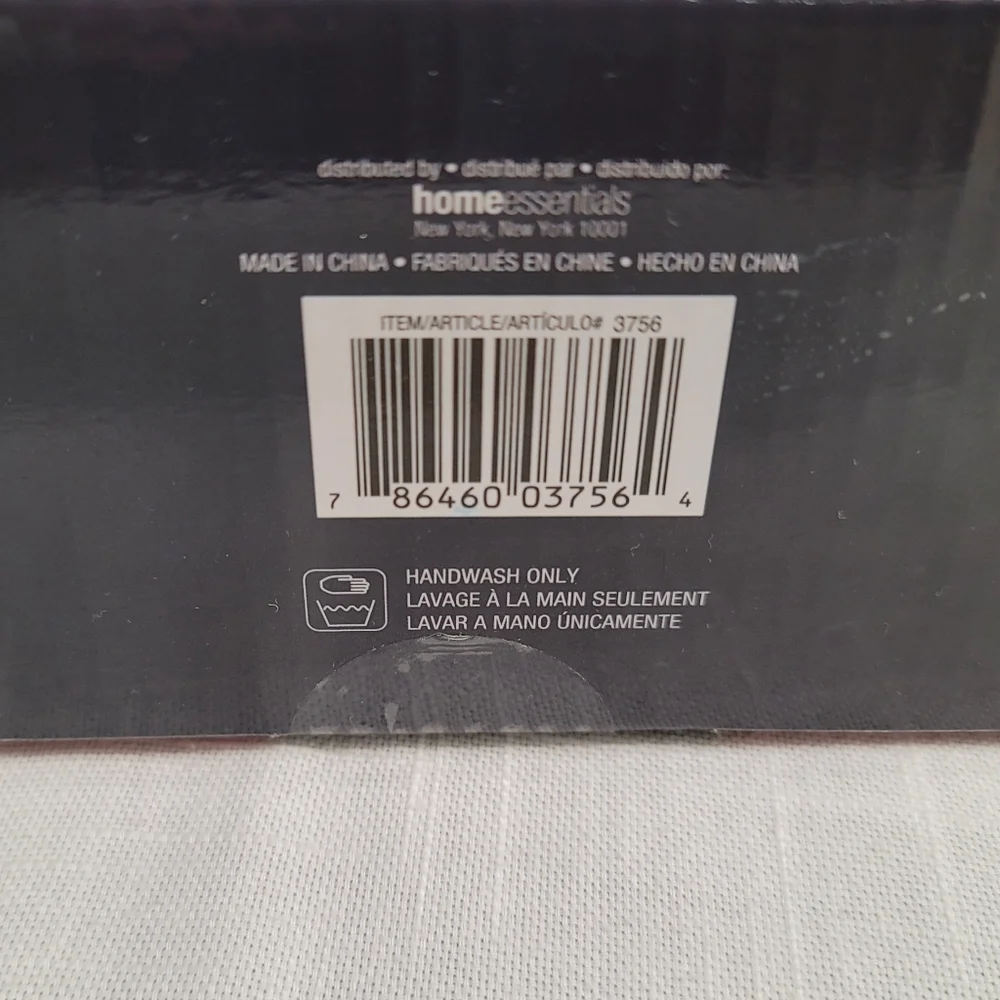 distributed by • distribué par • distribuido por:
homeessentials
New York, New York 10001
MADE IN CHINA • FABRIQUÉS EN CHINE • HECHO EN CHINA
ITEM/ARTICLE/ARTÍCULO# 3756
7 86460 03756 4
HANDWASH ONLY
LAVAGE À LA MAIN SEULEMENT
LAVAR A MANO ÚNICAMENTE